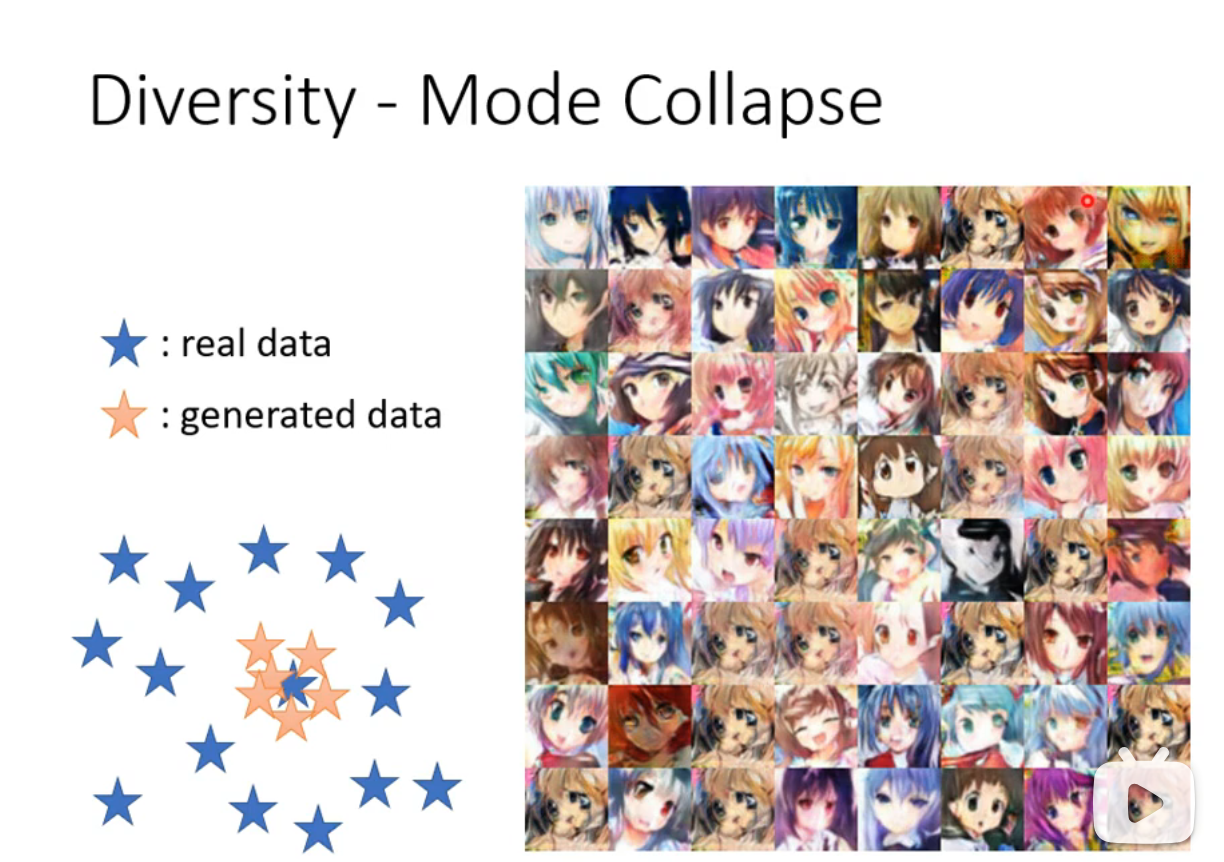 Diversity - Mode Collapse
: real data
: generated data